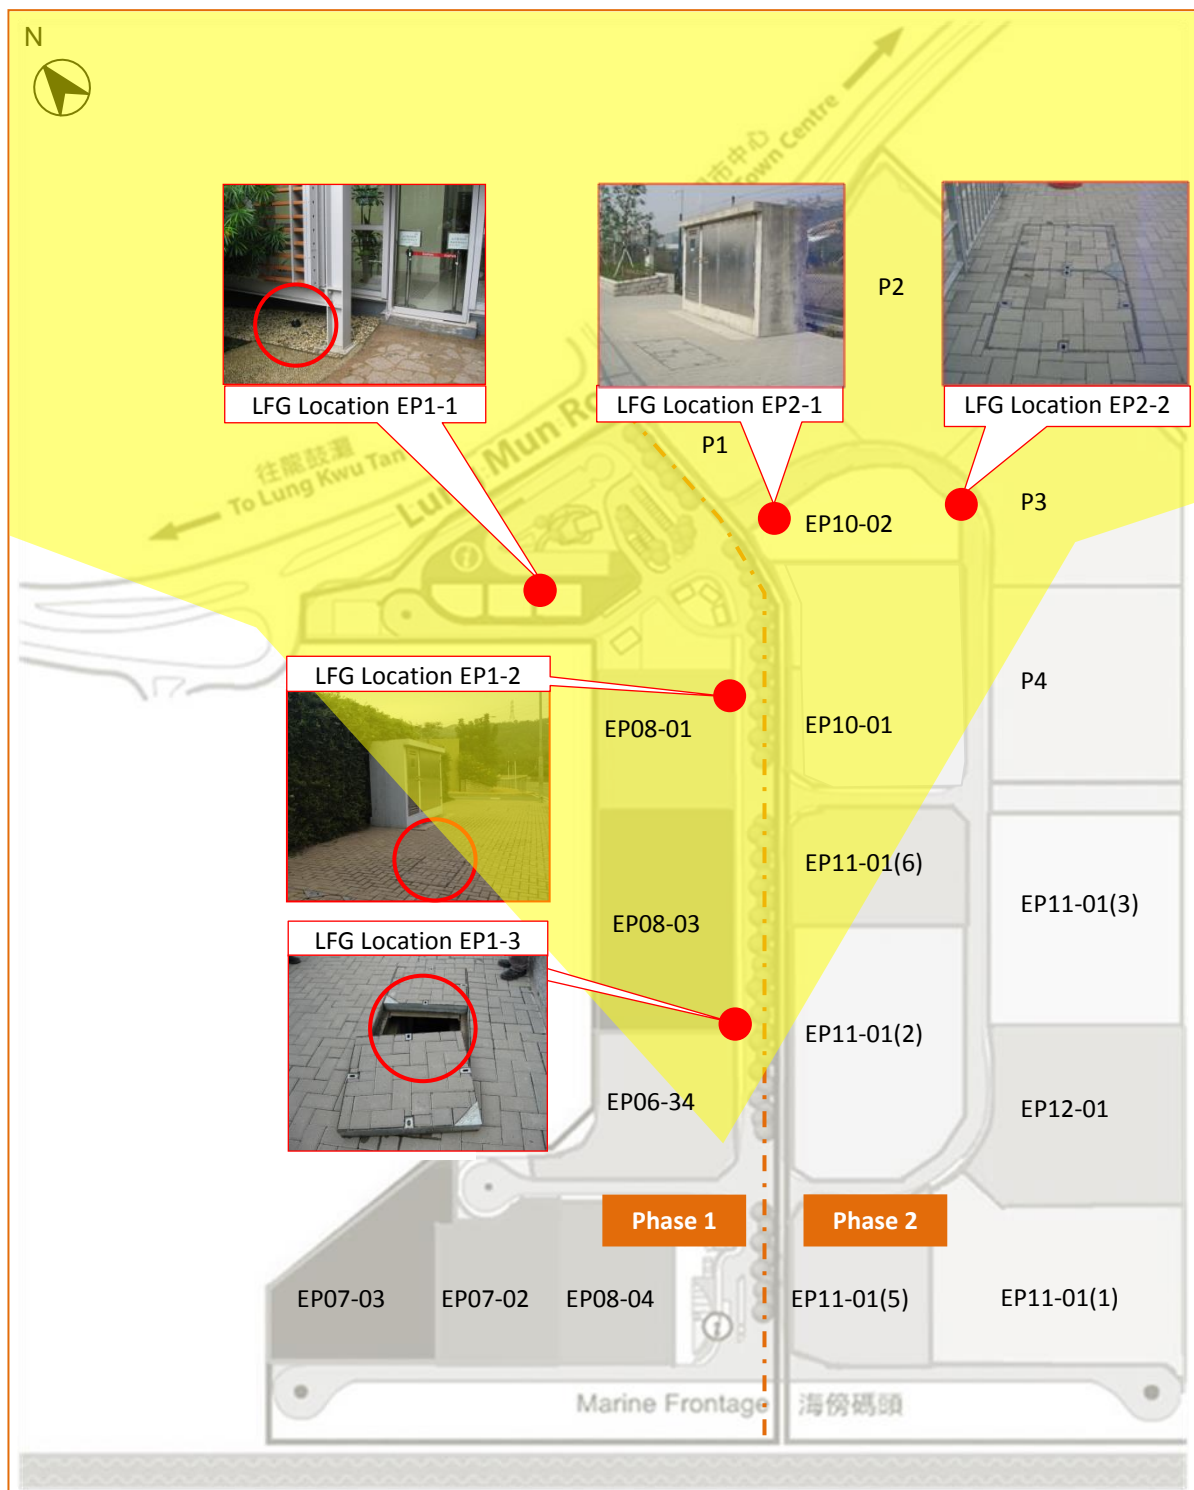 N
市中心
Town Centre
P2
LFG Location EP1-1
LFG Location EP2-1
LFG Location EP2-2
P1
往龍鼓灘
To Lung Kwu Tan
Lung Mun Ro
P3
EP10-02
LFG Location EP1-2
P4
EP08-01
EP10-01
EP11-01(6)
EP11-01(3)
EP08-03
LFG Location EP1-3
EP11-01(2)
EP06-34
EP12-01
Phase 1
Phase 2
EP07-03
EP07-02
EP08-04
EP11-01(5)
EP11-01(1)
Marine Frontage 海傍碼頭